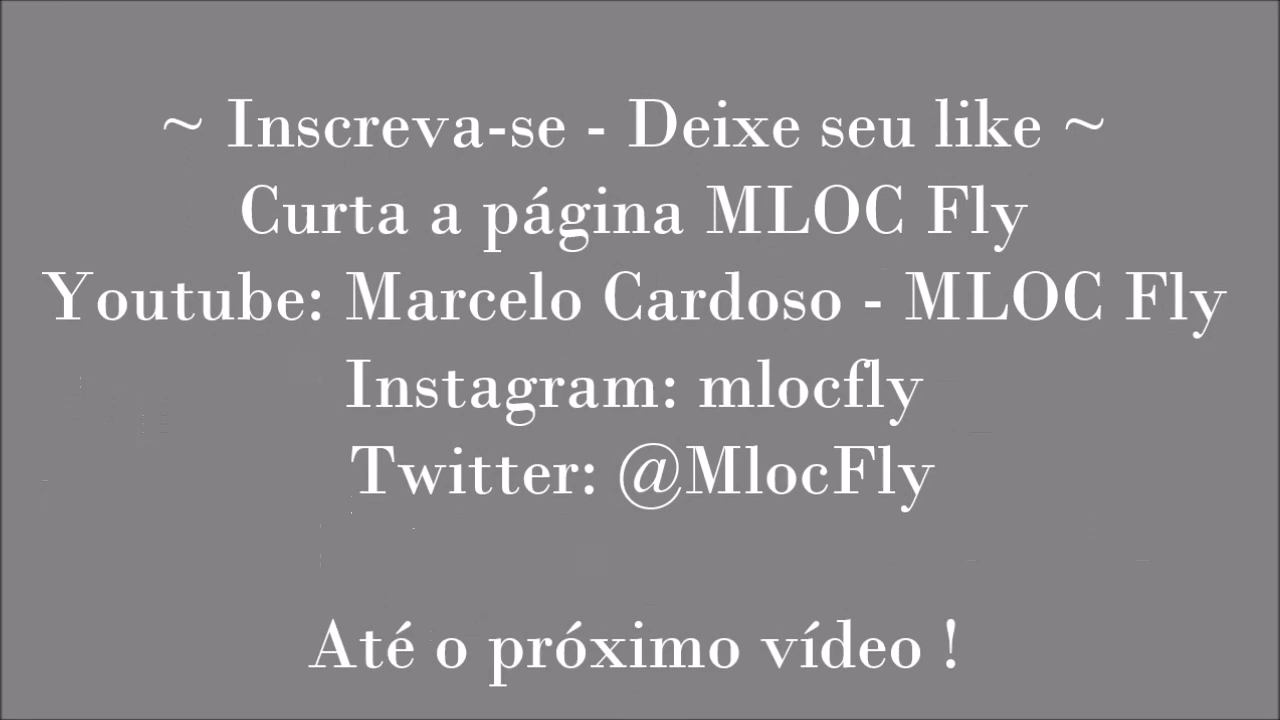 ~ Inscreva-se - Deixe seu like ~
Curta a página MLOC Fly
Youtube: Marcelo Cardoso - MLOC Fly
Instagram: mlocfly
Twitter: @MlocFly
Até o próximo vídeo !